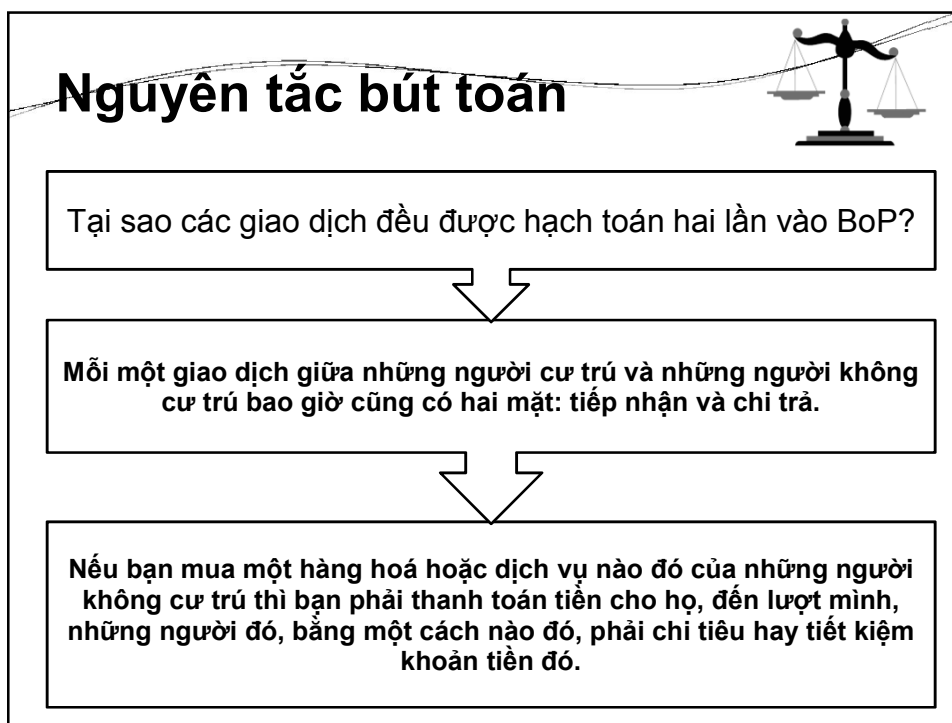 Nguyên tắc bút toán
Tại sao các giao dịch đều được hạch toán hai lần vào BoP?
Mỗi một giao dịch giữa những người cư trú và những người không
cư trú bao giờ cũng có hai mặt: tiếp nhận và chi trả.
Nếu bạn mua một hàng hoá hoặc dịch vụ nào đó của những người
không cư trú thì bạn phải thanh toán tiền cho họ, đến lượt mình,
những người đó, bằng một cách nào đó, phải chi tiêu hay tiết kiệm
khoản tiền đó.